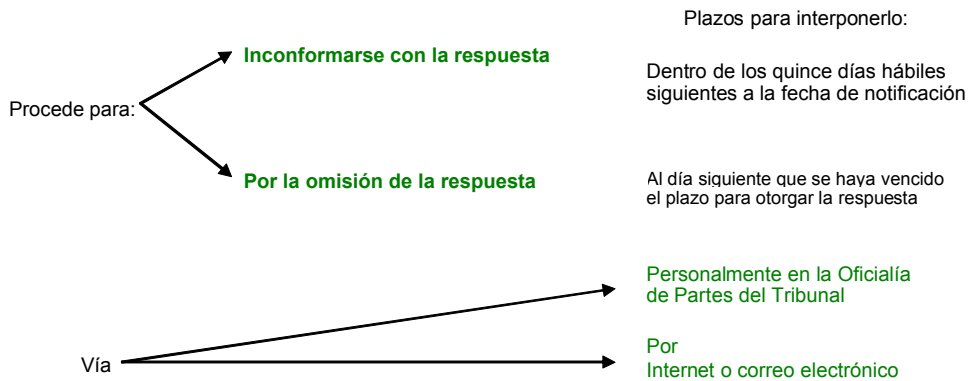 Plazos para interponerlo:
Inconformarse con la respuesta
Dentro de los quince días hábiles
siguientes a la fecha de notificación
Procede para:
Por la omisión de la respuesta
Al día siguiente que se haya vencido
el plazo para otorgar la respuesta
Personalmente en la Oficialía
de Partes del Tribunal
Vía
Por
Internet o correo electrónico